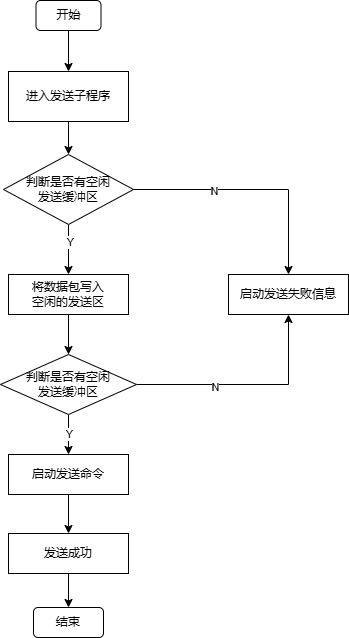 开始
进入发送子程序
判断是否有空闲
发送缓冲区
N
Y
将数据包写入
空闲的发送区
启动发送失败信息
判断是否有空闲
发送缓冲区
N
Y
启动发送命令
发送成功
结束